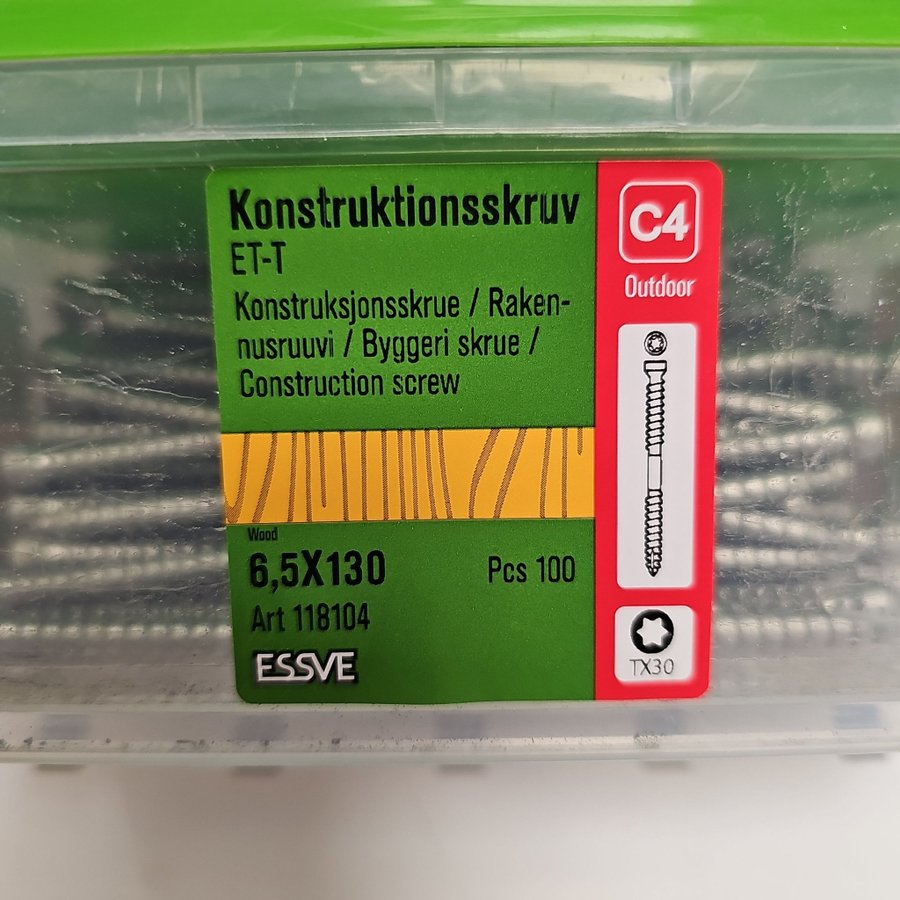 Konstruktionsskruv
ET-T
Konstruksjonsskrue / Raken-
nusruuvi / Byggeri skrue /
Construction screw
C4
Outdoor
Wood
6,5X130
Pcs 100
Art 118104
ESSVE
TX30